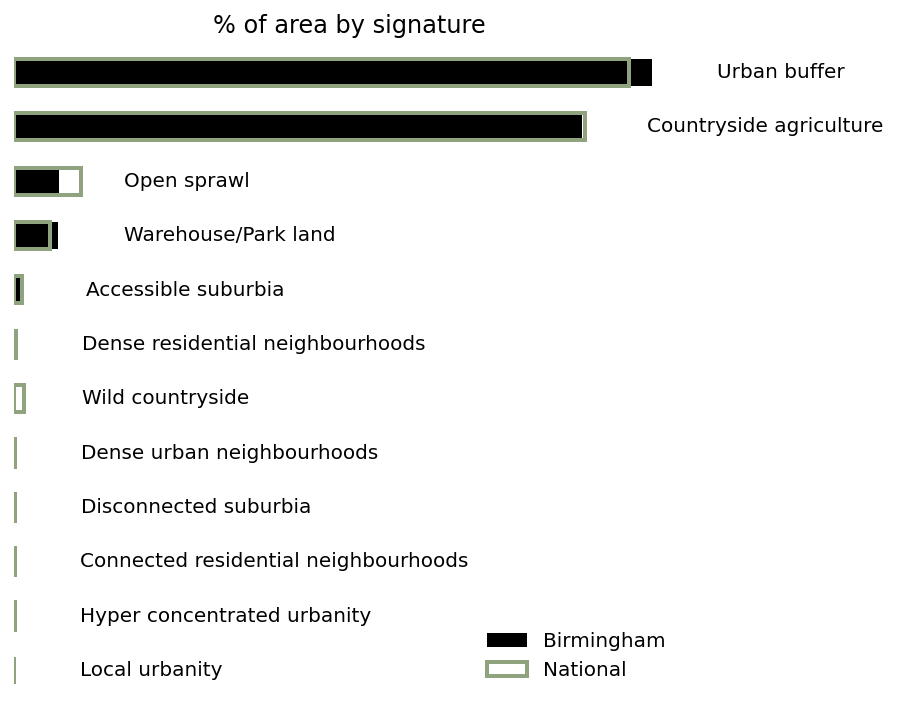 % of area by signature
Urban buffer
Countryside agriculture
Open sprawl
Warehouse/Park land
Accessible suburbia
Dense residential neighbourhoods
Wild countryside
Dense urban neighbourhoods
Disconnected suburbia
Connected residential neighbourhoods
Hyper concentrated urbanity
Birmingham
Local urbanity
National